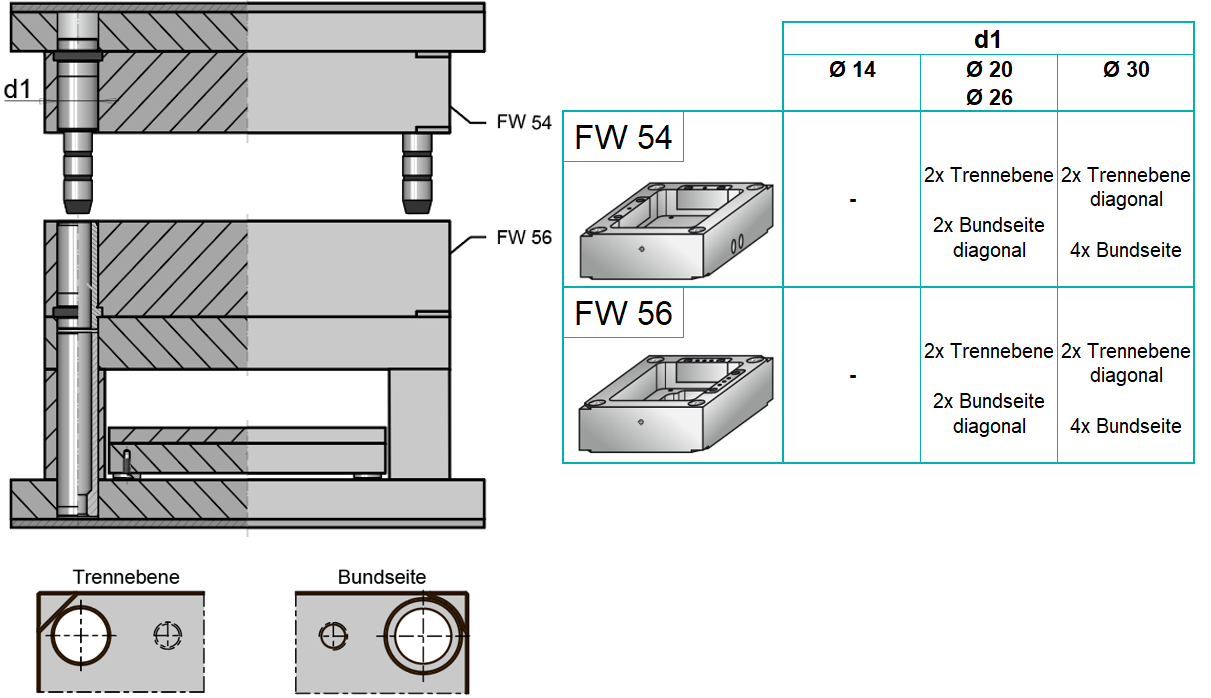 d1
FW 54
FW 56
Trennebene
Bundseite
d1
Ø 14
Ø 20
Ø 26
Ø 30
FW 54
-
2x Trennebene
2x Bundseite
diagonal
2x Trennebene
diagonal
4x Bundseite
FW 56
-
2x Trennebene
2x Bundseite
diagonal
2x Trennebene
diagonal
4x Bundseite